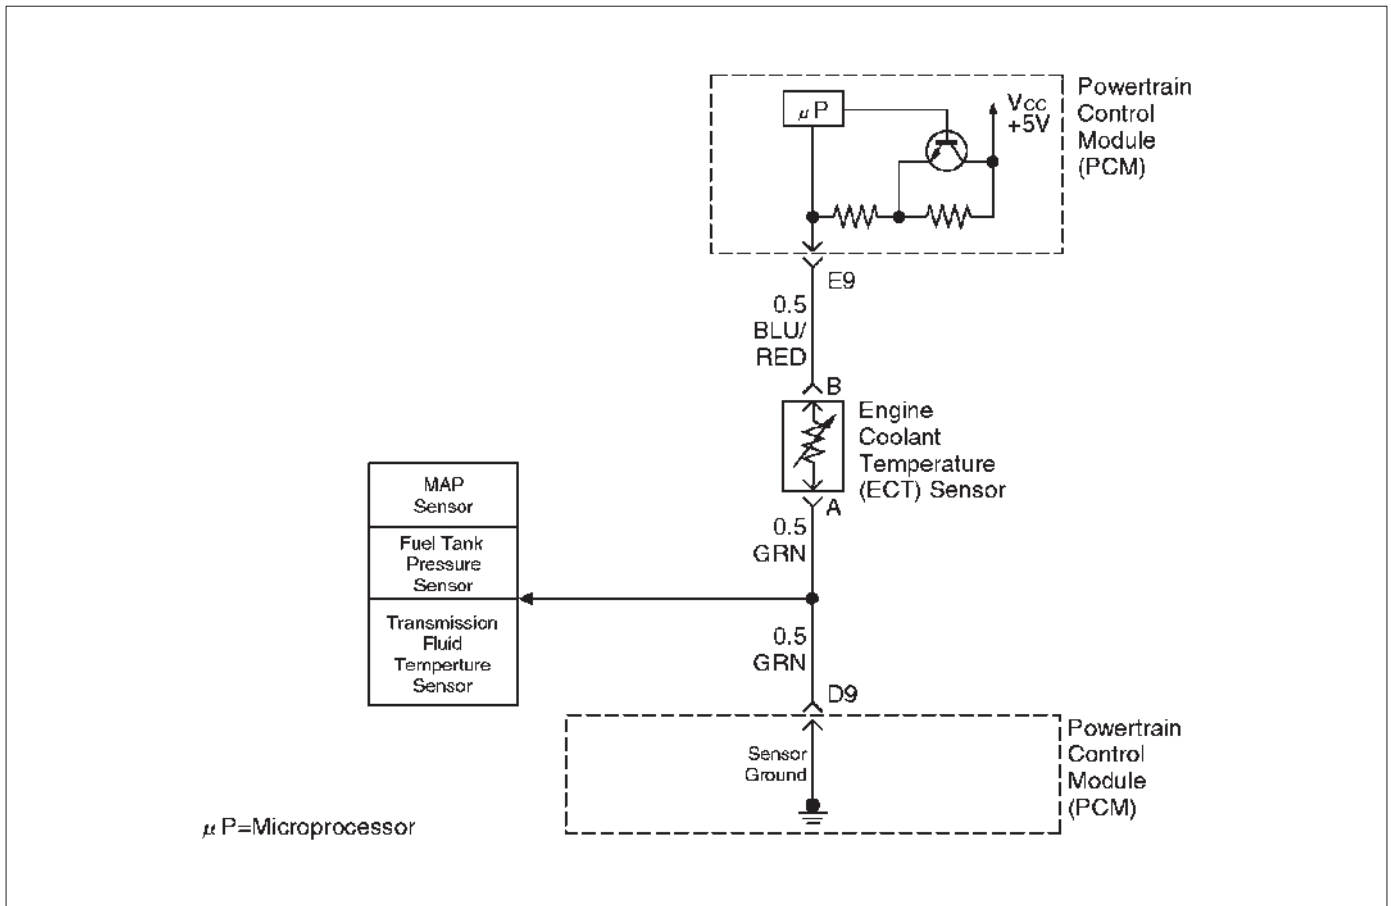 Powertrain
Control
Module
(PCM)
μ P
VCC
+5V
E9
0.5
BLU/
RED
B
Engine
Coolant
Temperature
(ECT) Sensor
A
0.5
GRN
MAP
Sensor
Fuel Tank
Pressure
Sensor
Transmission
Fluid
Temperture
Sensor
0.5
GRN
D9
Powertrain
Control
Module
(PCM)
Sensor
Ground
μ P=Microprocessor